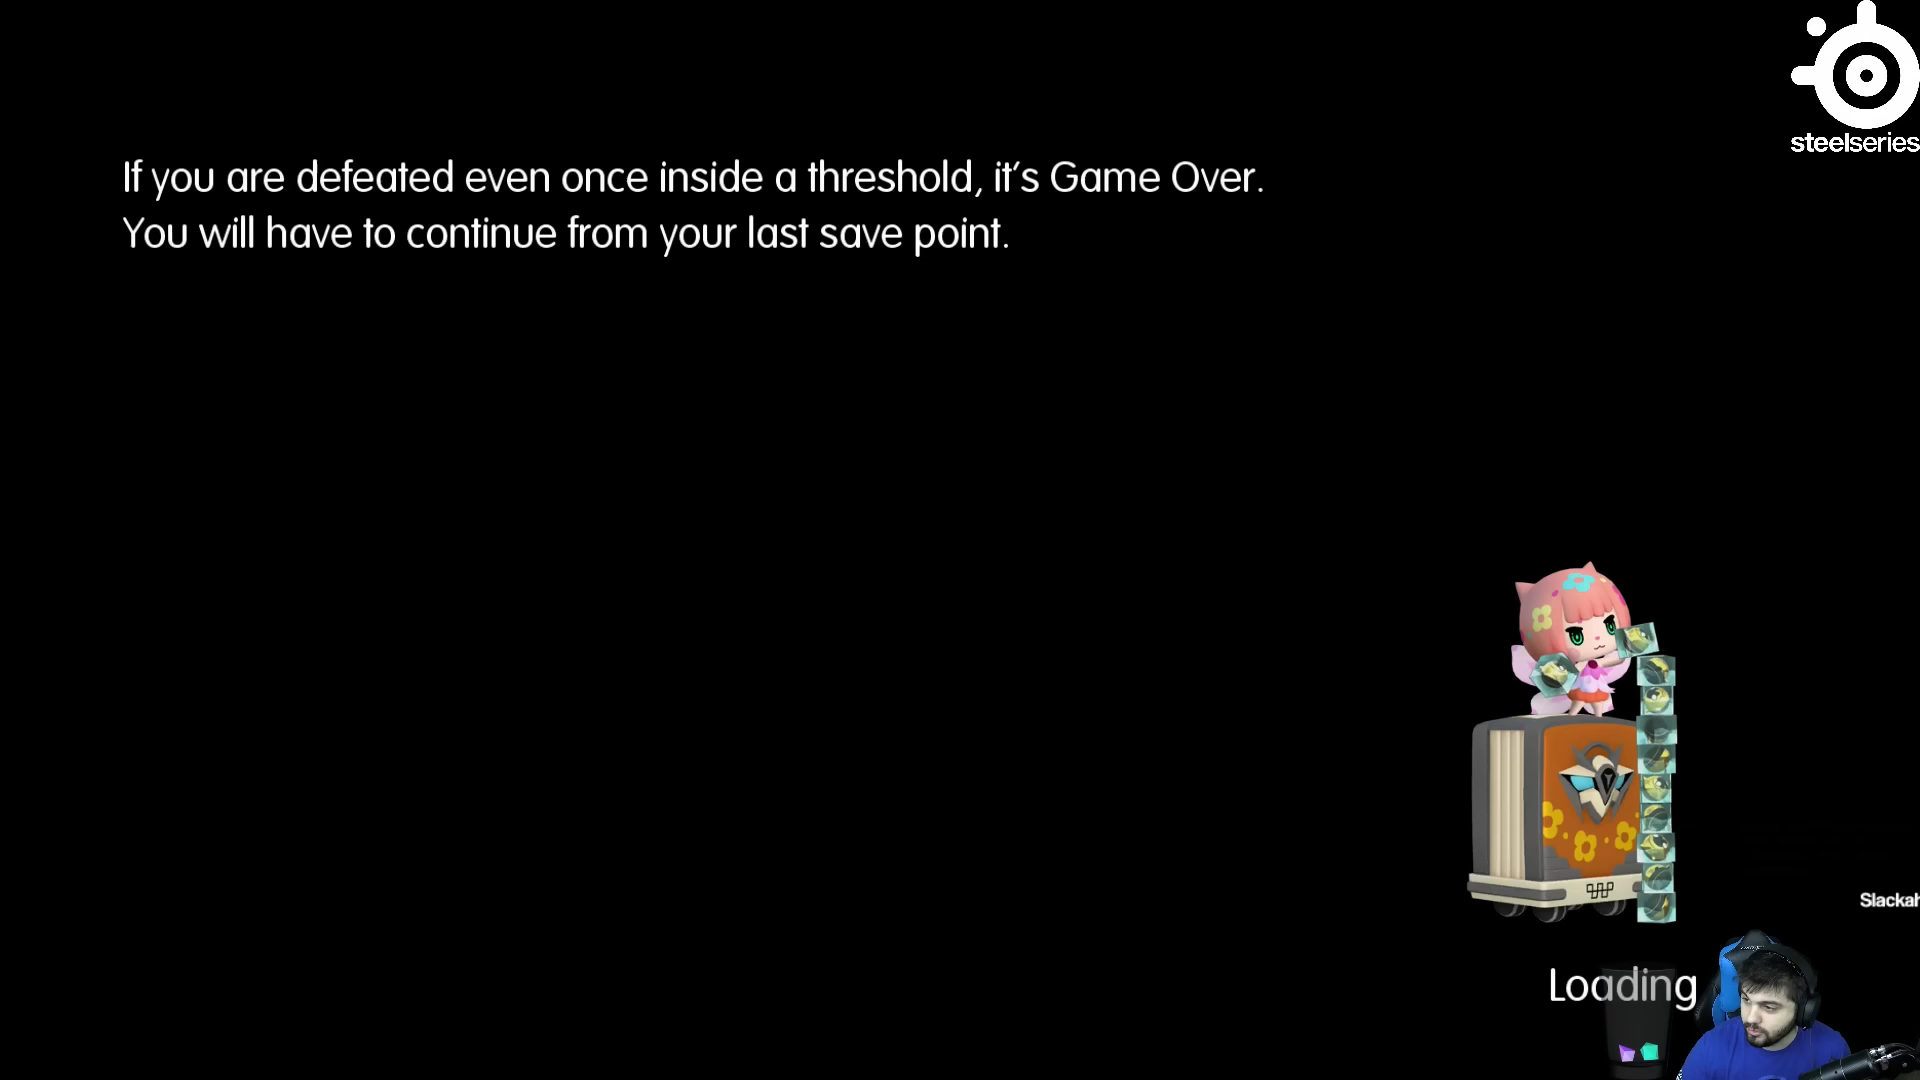 steelseries
If you are defeated even once inside a threshold, it's Game Over.
You will have to continue from your last save point.
Loading